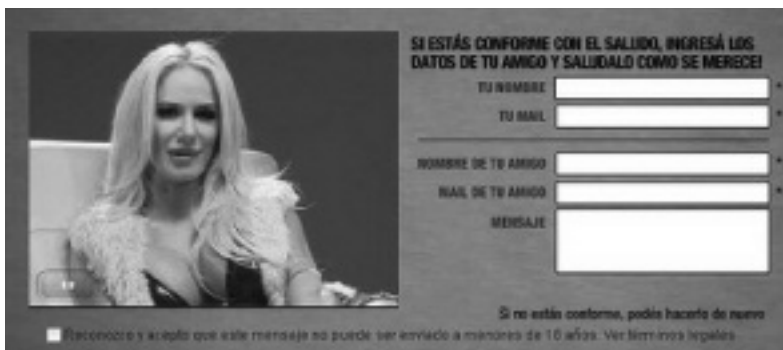 SI ESTÁS CONFORME CON EL SALUDO, INGRESÁ LOS
DATOS DE TU AMIGO Y SALUDALO COMO SE MERECE!
TU NOMBRE *
TU MAIL *
NOMBRE DE TU AMIGO *
MAIL DE TU AMIGO *
MENSAJE
Si no estás conforme, podés hacerlo de nuevo
Reconozco y acepto que este mensaje no puede ser enviado a menores de 18 años. Ver términos legales